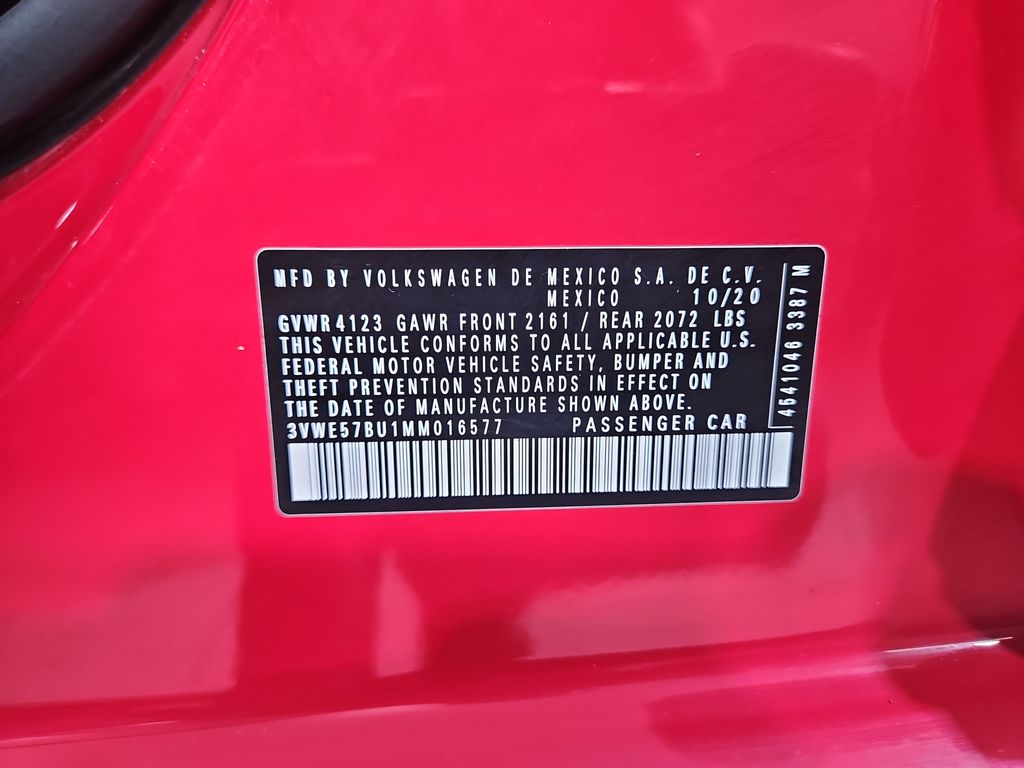 MFD BY VOLKSWAGEN DE MEXICO S.A. DE C.V.
MEXICO 10/20
GVWR 4123 GAWR FRONT 2161 / REAR 2072 LBS
THIS VEHICLE CONFORMS TO ALL APPLICABLE U.S.
FEDERAL MOTOR VEHICLE SAFETY, BUMPER AND
THEFT PREVENTION STANDARDS IN EFFECT ON
THE DATE OF MANUFACTURE SHOWN ABOVE.
3VWE57BU1MM016577 PASSENGER CAR
4541046 3387 M